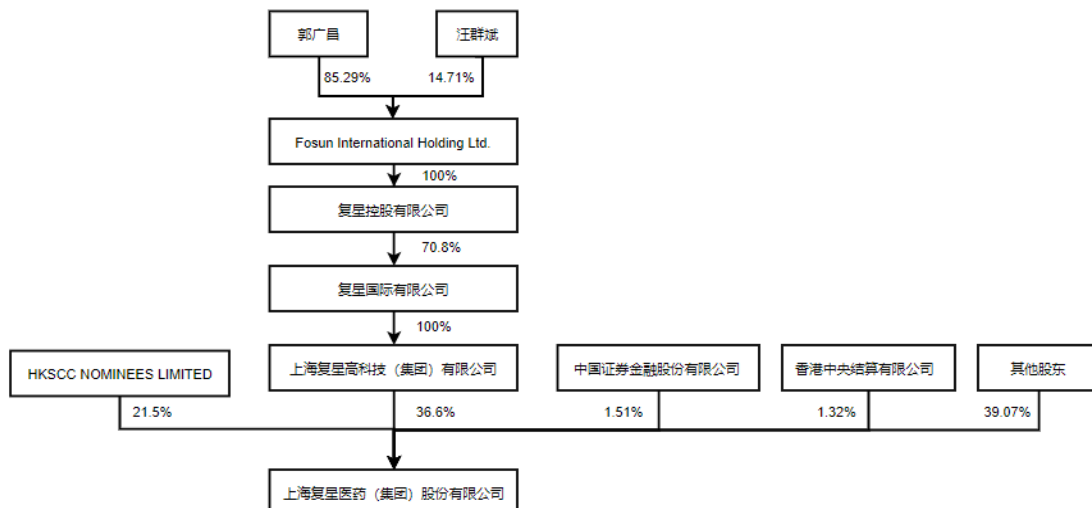 郭广昌
汪群斌
85.29%
14.71%
Fosun International Holding Ltd.
100%
复星控股有限公司
70.8%
复星国际有限公司
100%
HKSCC NOMINEES LIMITED
上海复星高科技（集团）有限公司
中国证券金融股份有限公司
香港中央结算有限公司
其他股东
21.5%
36.6%
1.51%
1.32%
39.07%
上海复星医药（集团）股份有限公司